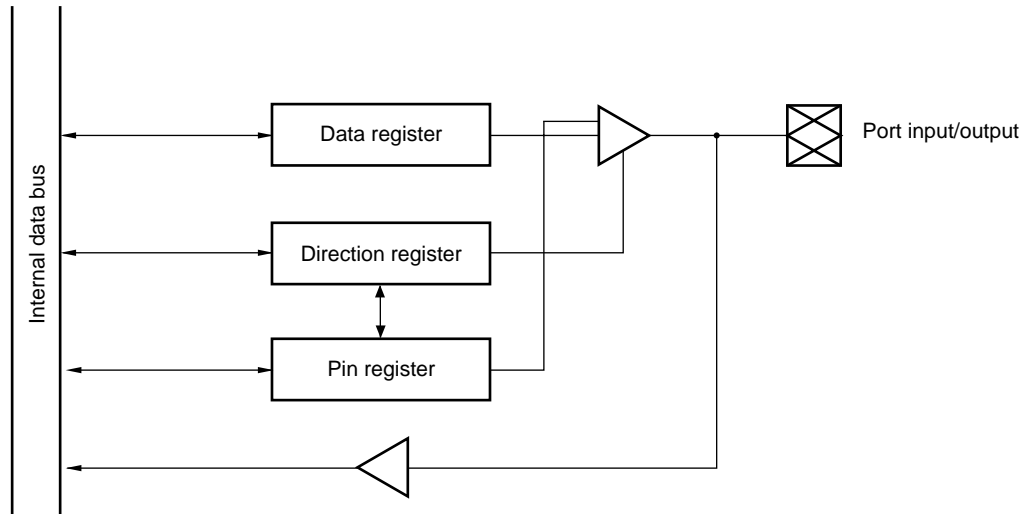 Internal data bus
Data register
Port input/output
Direction register
Pin register